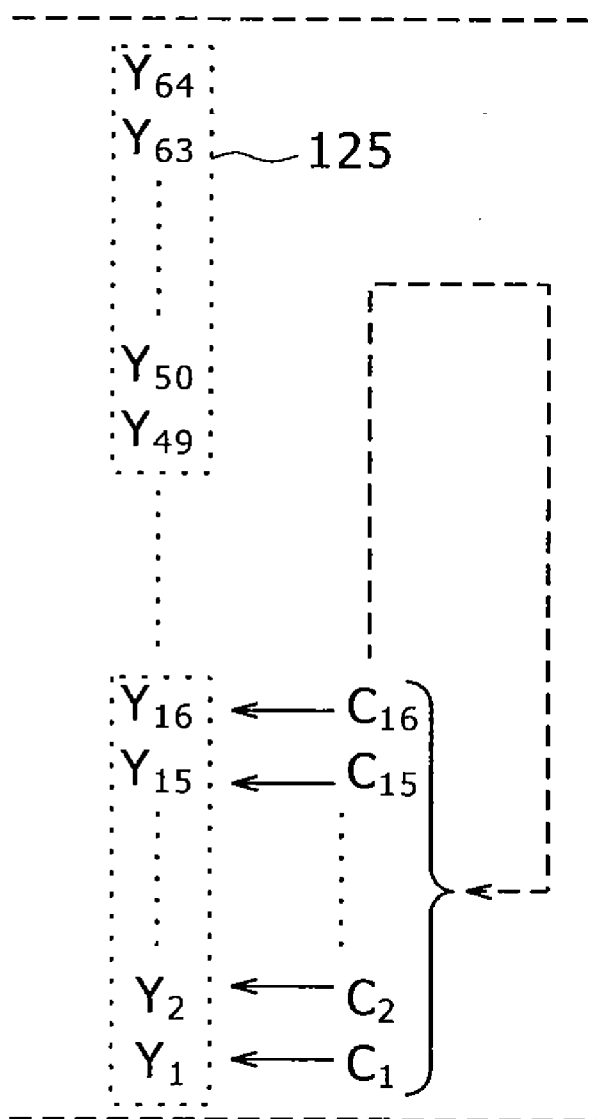 Y₆₄
Y₆₃ 125
Y₅₀
Y₄₉
Y₁₆ C₁₆
Y₁₅ C₁₅
Y₂ C₂
Y₁ C₁